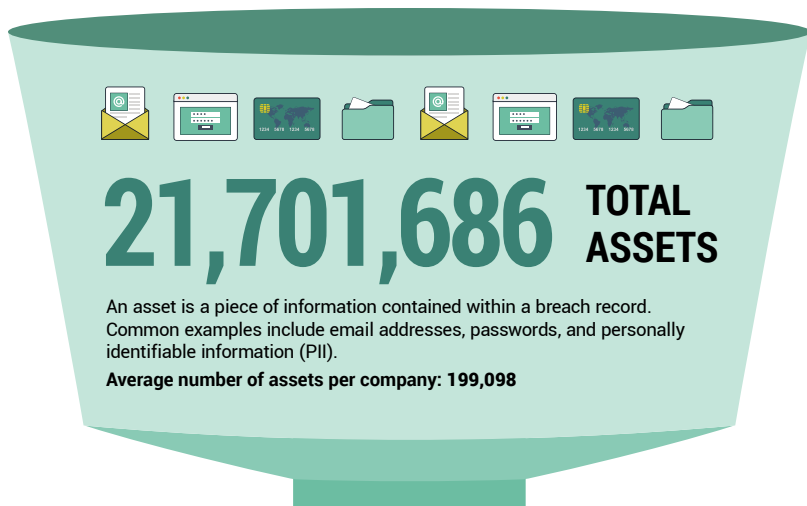 21,701,686 TOTAL ASSETS
An asset is a piece of information contained within a breach record.
Common examples include email addresses, passwords, and personally
identifiable information (PII).
Average number of assets per company: 199,098